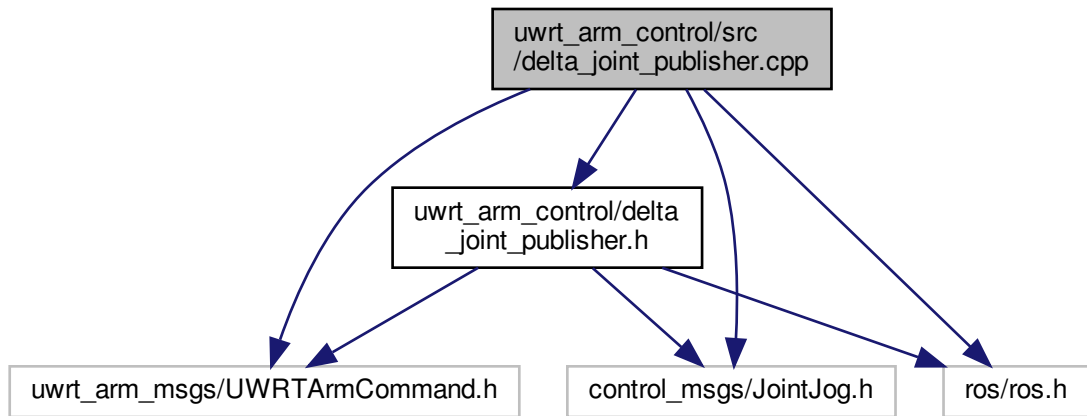 uwrt_arm_control/src
/delta_joint_publisher.cpp
uwrt_arm_control/delta
_joint_publisher.h
uwrt_arm_msgs/UWRTArmCommand.h
control_msgs/JointJog.h
ros/ros.h